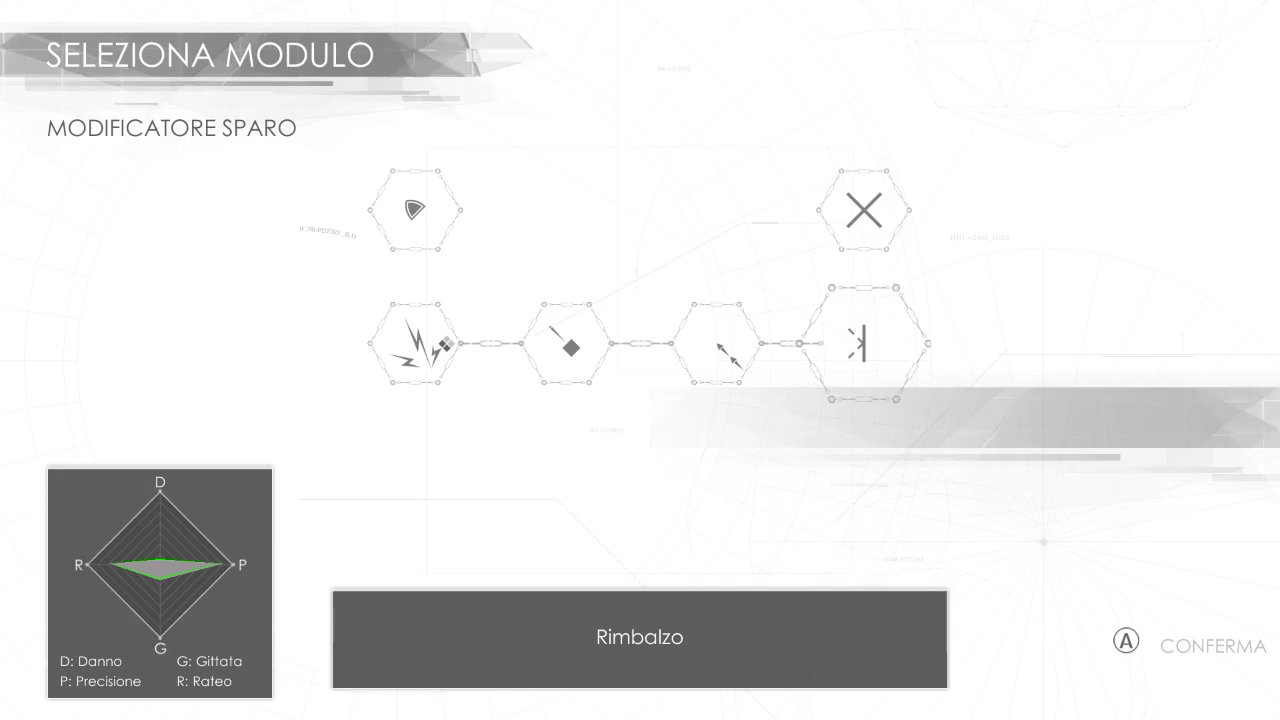 SELEZIONA MODULO
MODIFICATORE SPARO
D
R
P
G
D: Danno
G: Gittata
P: Precisione
R: Rateo
Rimbalzo
A CONFERMA